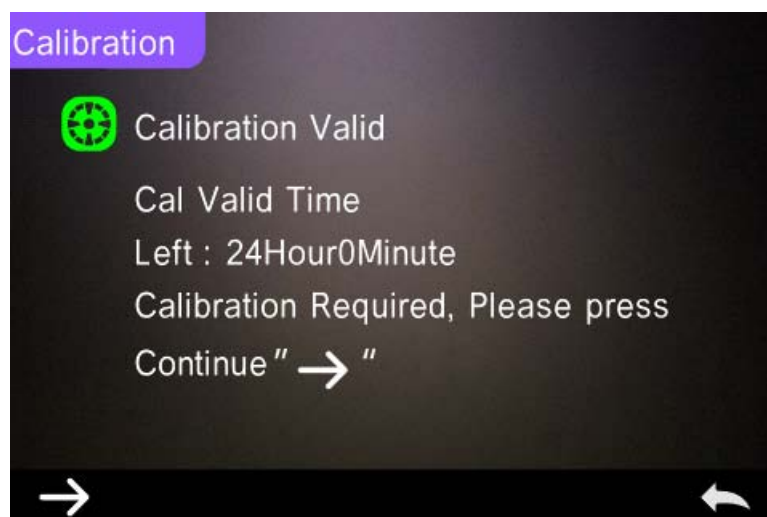 Calibration
Calibration Valid
Cal Valid Time
Left : 24Hour0Minute
Calibration Required, Please press
Continue " → "